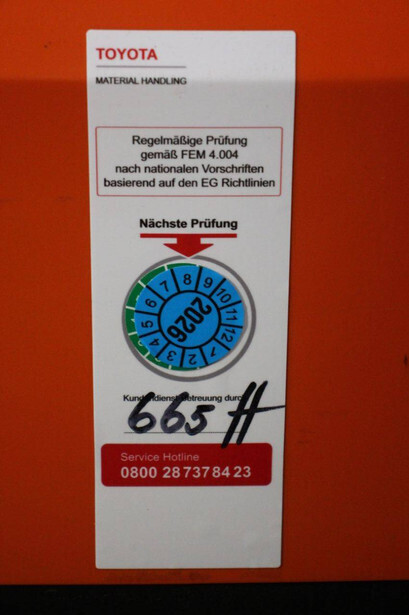 TOYOTA
MATERIAL HANDLING
Regelmäßige Prüfung
gemäß FEM 4.004
nach nationalen Vorschriften
basierend auf den EG Richtlinien
Nächste Prüfung
8 9 10 11 12 1 2 3 4 5 6 7
2026
Kundendienstbetreuung durch
665
Service Hotline
0800 28 737 84 23